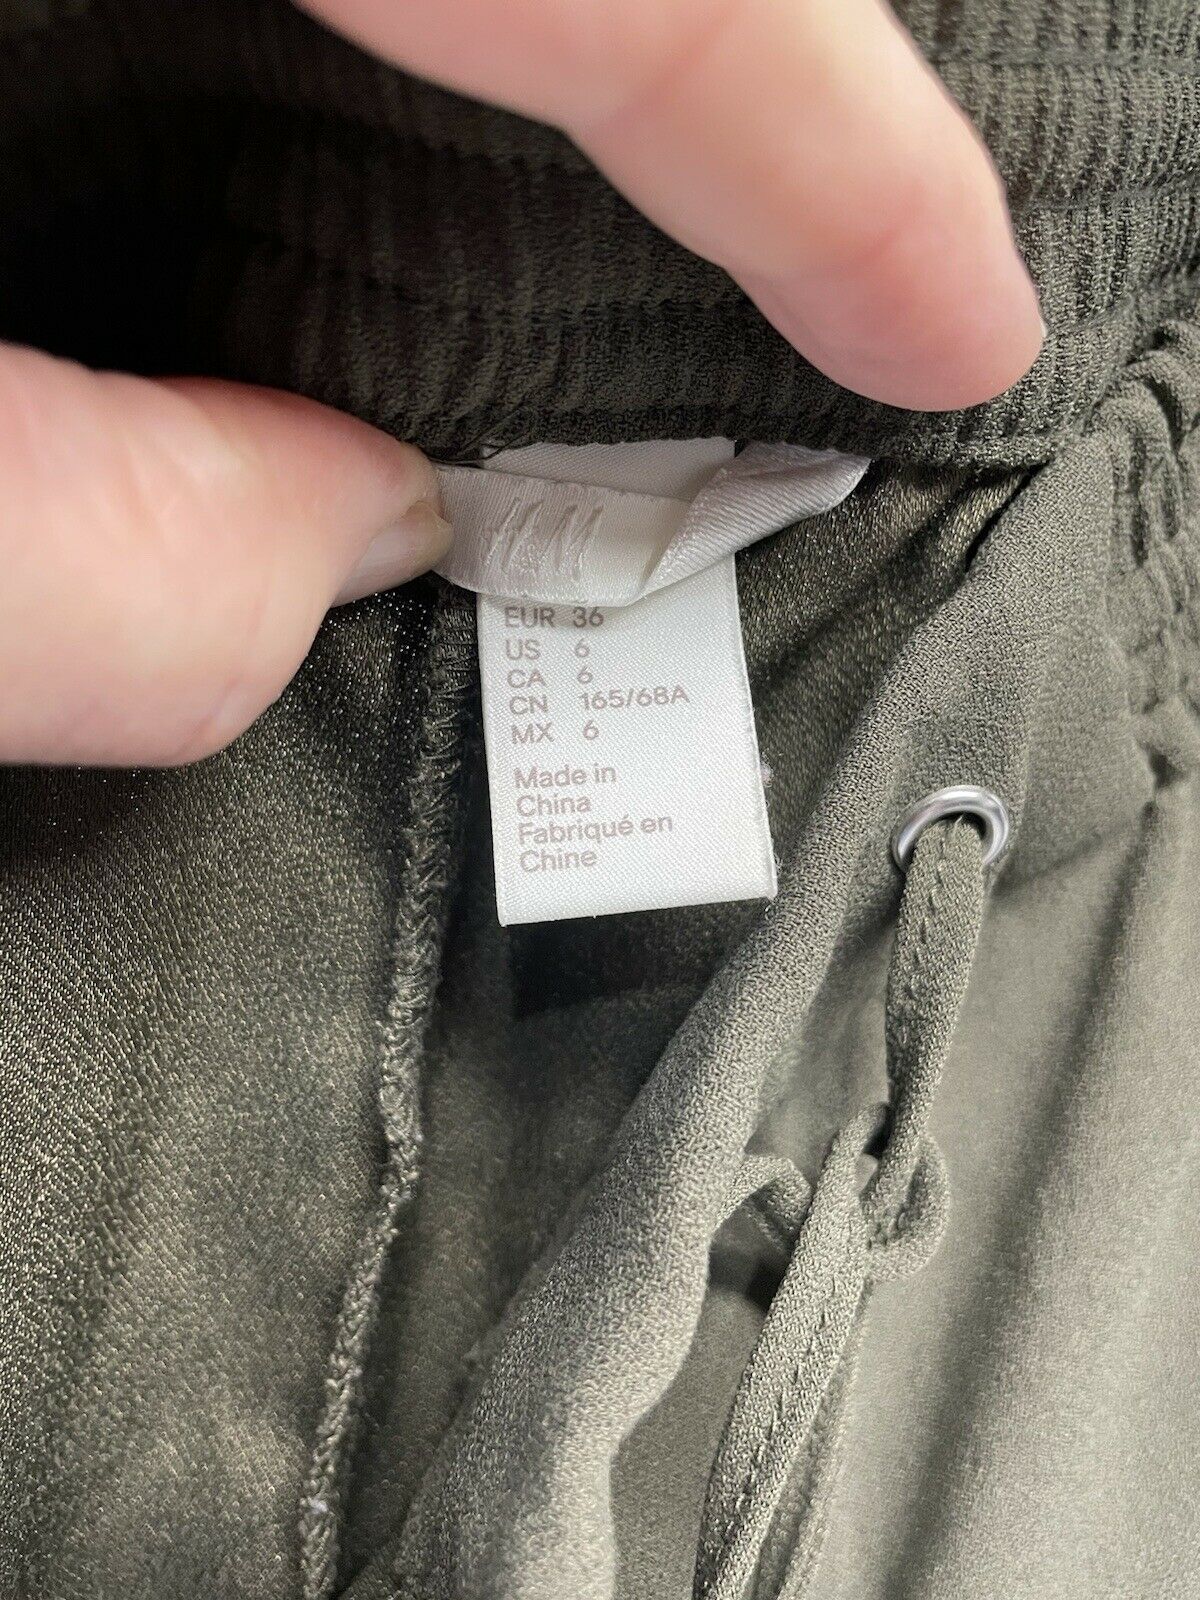 H&M
EUR 36
US 6
CA 6
CN 165/68A
MX 6
Made in
China
Fabriqué en
Chine